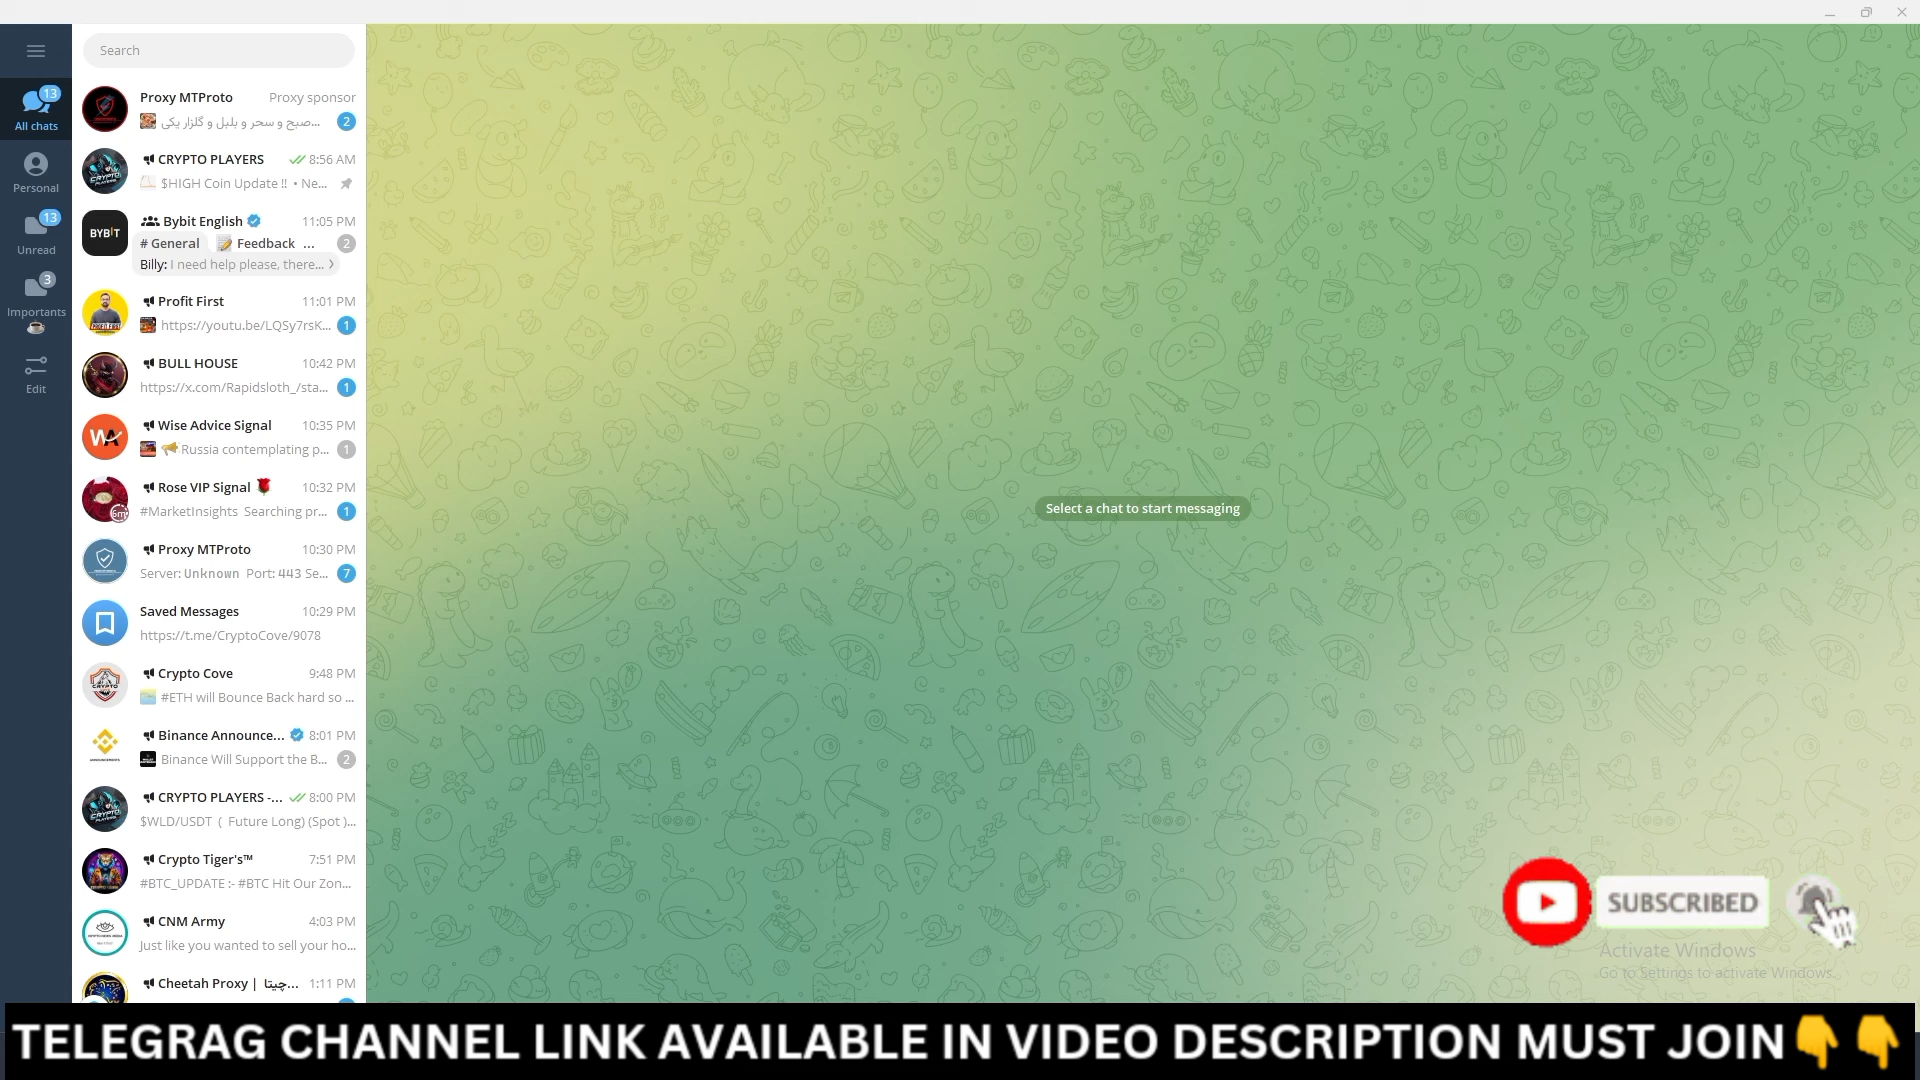 Search
13
All chats
Personal
13
Unread
3
Importants
Edit
Proxy MTProto Proxy sponsor
صبح و سحر و بلبل و گلزار یکی... 2
CRYPTO PLAYERS 8:56 AM
$HIGH Coin Update !! • Ne...
BYBIT
Bybit English 11:05 PM
# General Feedback ... 2
Billy: I need help please, there...
Profit First 11:01 PM
https://youtu.be/LQSy7rsK... 1
BULL HOUSE 10:42 PM
https://x.com/Rapidsloth_/sta... 1
Wise Advice Signal 10:35 PM
Russia contemplating p... 1
Rose VIP Signal 10:32 PM
6m
#MarketInsights Searching pr... 1
Proxy MTProto 10:30 PM
Server: Unknown Port: 443 Se... 7
Saved Messages 10:29 PM
https://t.me/CryptoCove/9078
Crypto Cove 9:48 PM
#ETH will Bounce Back hard so ...
Binance Announce... 8:01 PM
Binance Will Support the B... 2
CRYPTO PLAYERS -... 8:00 PM
$WLD/USDT ( Future Long) (Spot )...
Crypto Tiger's™ 7:51 PM
#BTC_UPDATE :- #BTC Hit Our Zon...
CNM Army 4:03 PM
Just like you wanted to sell your ho...
Cheetah Proxy | چیتا... 1:11 PM
Select a chat to start messaging
SUBSCRIBED
Activate Windows
Go to Settings to activate Windows.
TELEGRAG CHANNEL LINK AVAILABLE IN VIDEO DESCRIPTION MUST JOIN👇👇